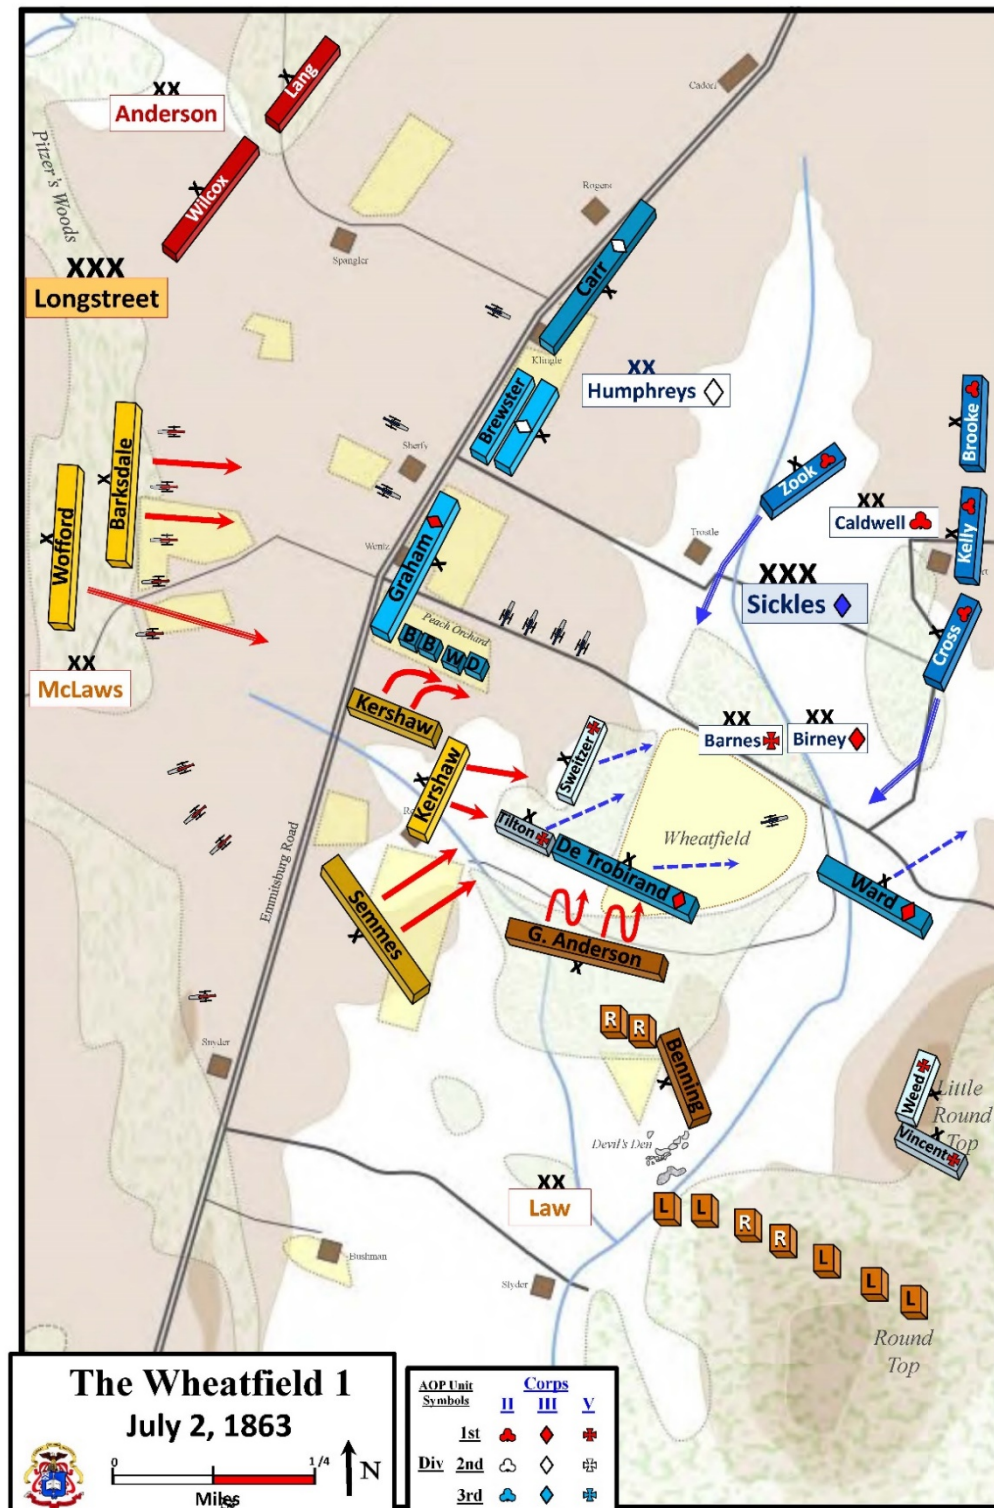 Lang
XX
Anderson
X
Pitzer's Woods
Wilcox
X
XXX
Longstreet
Spangler
Rogers
Carr
X
Klingle
XX
Humphreys
Brewster
X
Sherfy
Zook
X
Brooke
X
XX
Caldwell
Kelly
X
Trostle
XXX
Sickles
Cross
X
Barksdale
X
Wofford
X
XX
McLaws
Wentz
Graham
X
Peach Orchard
B
B
W
D
Kershaw
Kershaw
X
Sweitzer
X
XX
Barnes
XX
Birney
Tilton
X
De Trobirand
X
Wheatfield
Ward
X
Emmitsburg Road
Semmes
X
G. Anderson
X
R
R
Benning
X
Snyder
Devil's Den
Weed
X
Little
Round
Top
Vincent
X
XX
Law
L
L
R
R
L
L
L
Bushman
Slyder
Round
Top
The Wheatfield 1
July 2, 1863
0
1/4
Miles
N
AOP Unit
Symbols
Corps
II
III
V
1st
Div
2nd
3rd